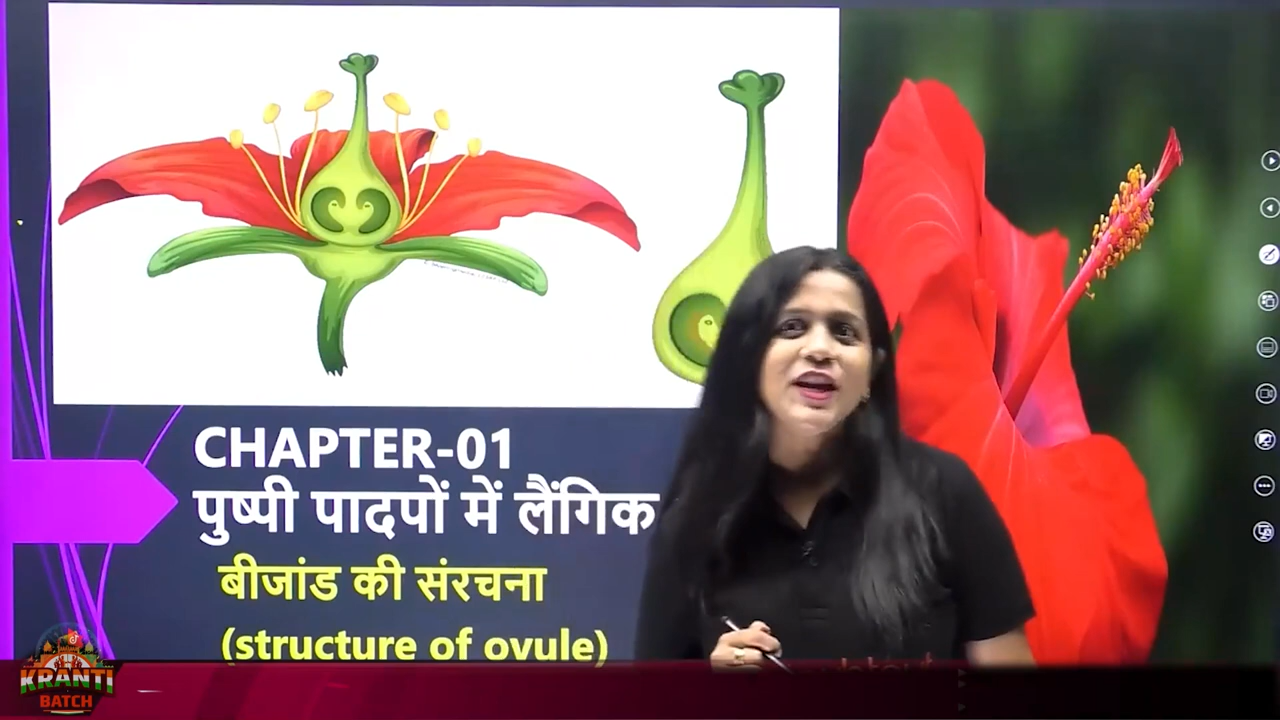 CHAPTER-01
पुष्पी पादपों में लैंगिक
बीजांड की संरचना
(structure of ovule)
KRANTI
BATCH